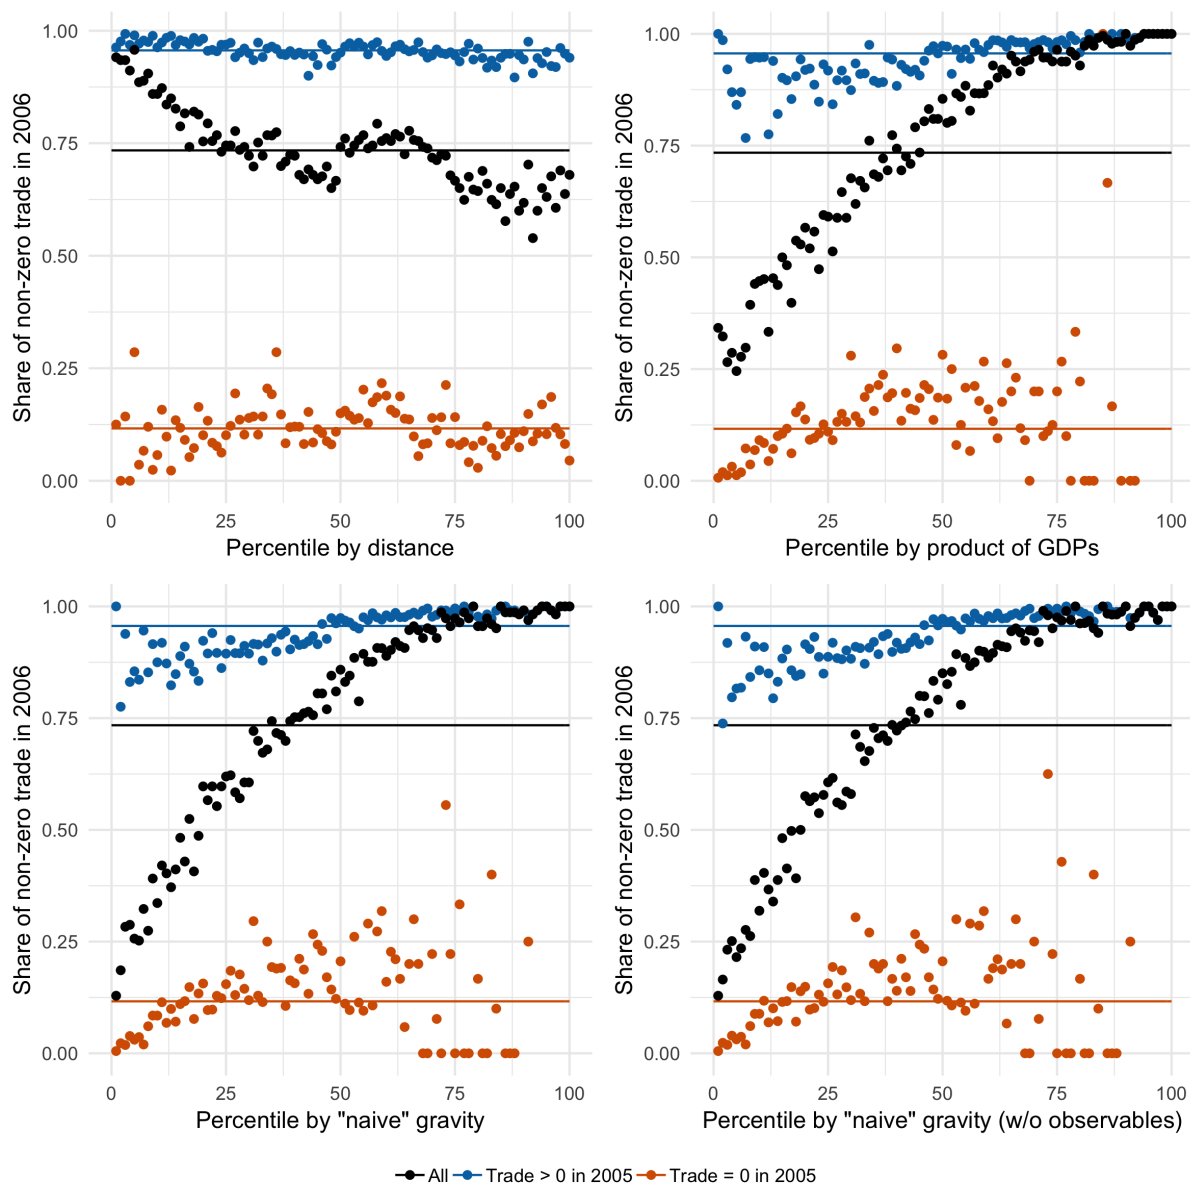 Share of non-zero trade in 2006
1.00
0.75
0.50
0.25
0.00
0 25 50 75 100
Percentile by distance
Share of non-zero trade in 2006
1.00
0.75
0.50
0.25
0.00
0 25 50 75 100
Percentile by product of GDPs
Share of non-zero trade in 2006
1.00
0.75
0.50
0.25
0.00
0 25 50 75 100
Percentile by "naive" gravity
Share of non-zero trade in 2006
1.00
0.75
0.50
0.25
0.00
0 25 50 75 100
Percentile by "naive" gravity (w/o observables)
All Trade > 0 in 2005 Trade = 0 in 2005